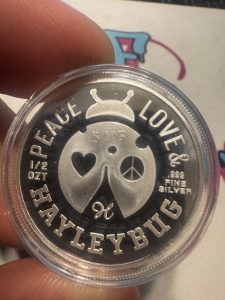 PEACE
LOVE &
1/2
OZT
.999
FINE
SILVER
HAYLEYBUG